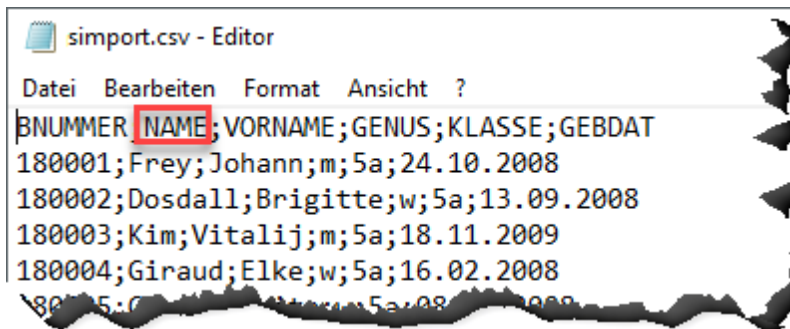 simport.csv - Editor
Datei Bearbeiten Format Ansicht ?
BNUMMER NAME;VORNAME;GENUS;KLASSE;GEBDAT
180001;Frey;Johann;m;5a;24.10.2008
180002;Dosdall;Brigitte;w;5a;13.09.2008
180003;Kim;Vitalij;m;5a;18.11.2009
180004;Giraud;Elke;w;5a;16.02.2008